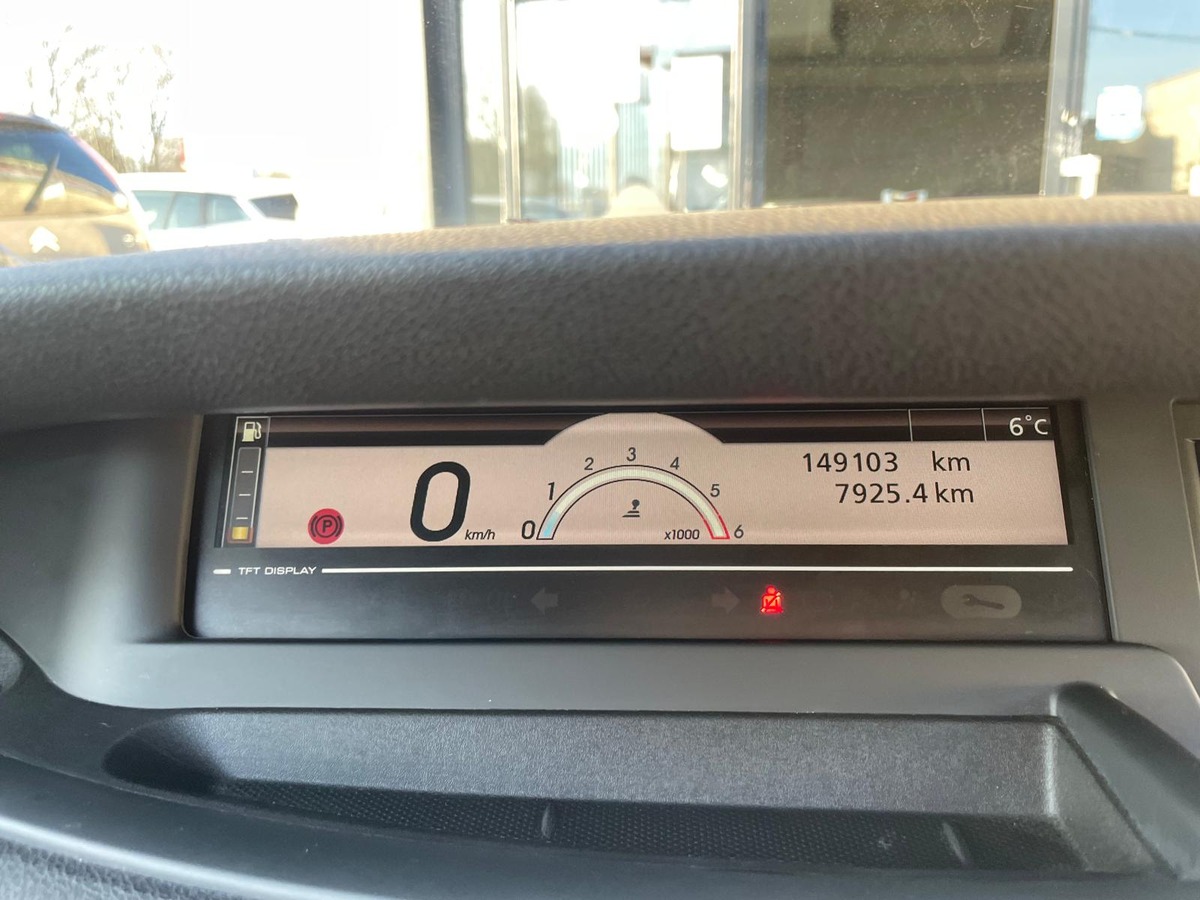 6°C
149103 km
7925.4 km
P
0 km/h
0 1 2 3 4 5 6
x1000
TFT DISPLAY